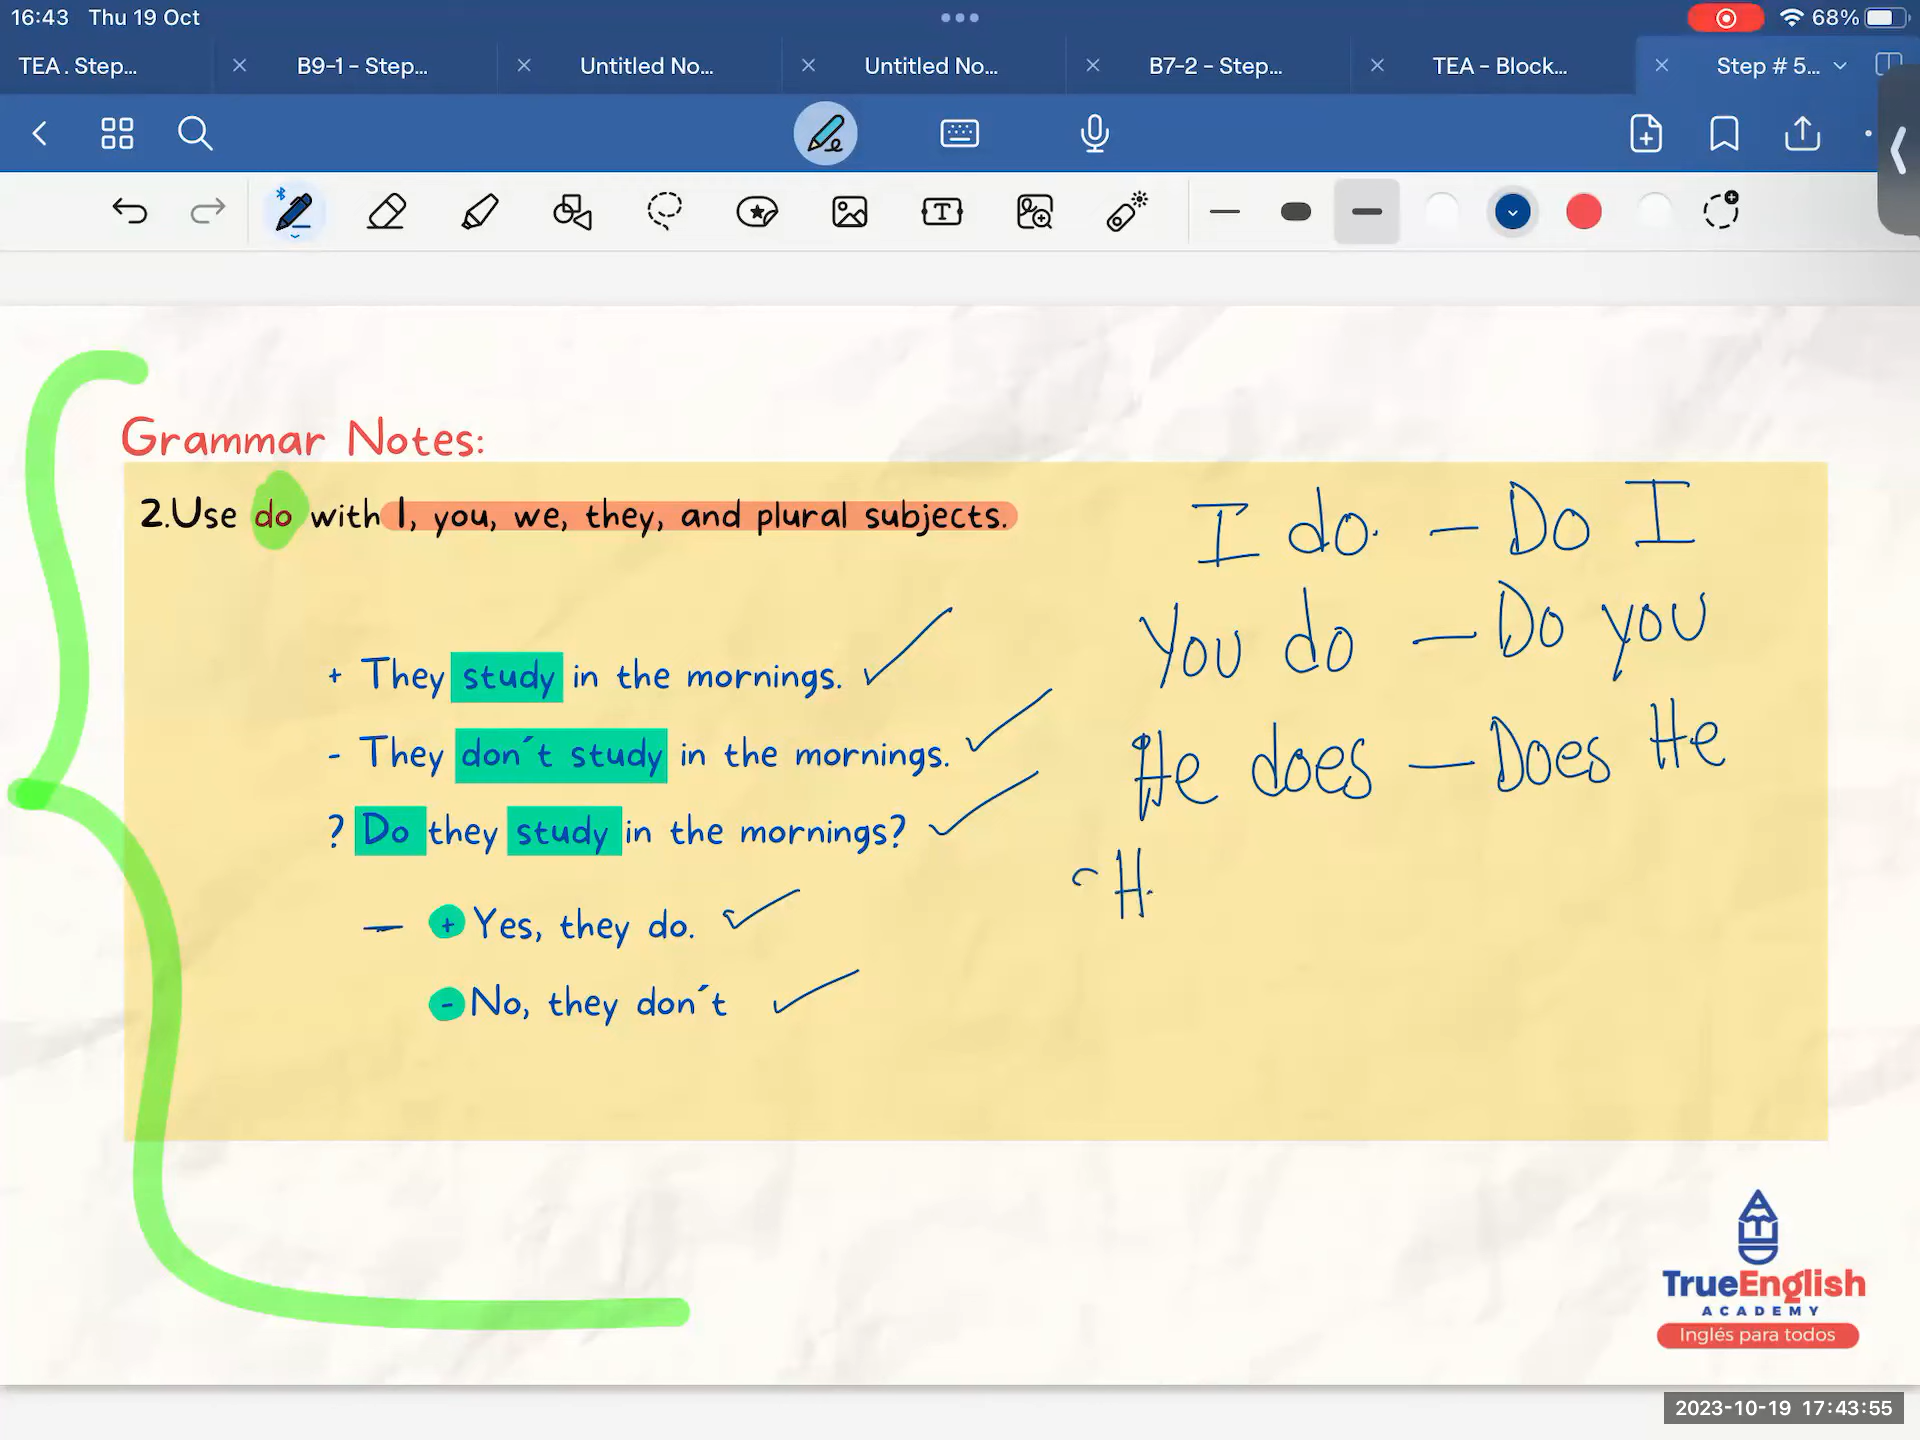 16:43 Thu 19 Oct
68%
TEA . Step...
B9-1 - Step...
Untitled No...
Untitled No...
B7-2 - Step...
TEA - Block...
Step # 5...
Grammar Notes:
2.Use do with I, you, we, they, and plural subjects.
+ They study in the mornings.
- They don´t study in the mornings.
? Do they study in the mornings?
— + Yes, they do.
- No, they don´t
I do. — Do I
You do — Do you
He does — Does He
H.
TrueEnglish
ACADEMY
Inglés para todos
2023-10-19 17:43:55